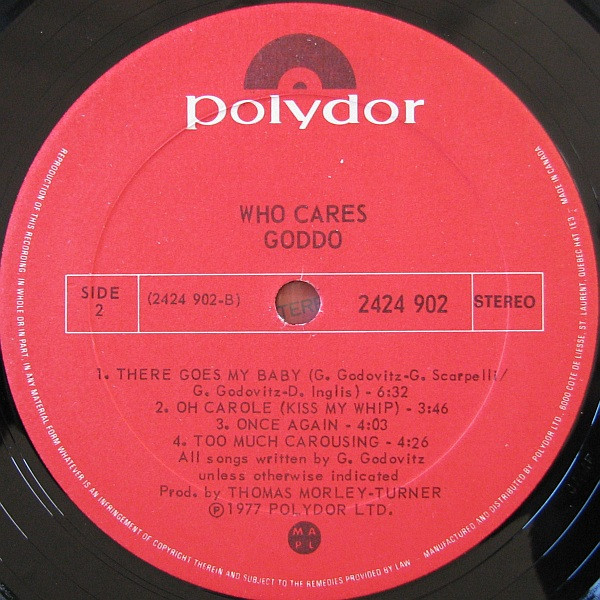 polydor
WHO CARES
GODDO
SIDE
2
(2424 902-B)
2424 902
STEREO
1. THERE GOES MY BABY (G. Godovitz-G. Scarpelli/
G. Godovitz-D. Inglis) - 6:32
2. OH CAROLE (KISS MY WHIP) - 3:46
3. ONCE AGAIN - 4:03
4. TOO MUCH CAROUSING - 4:26
All songs written by G. Godovitz
unless otherwise indicated
Prod. by THOMAS MORLEY-TURNER
℗ 1977 POLYDOR LTD.
M A
P L
REPRODUCTION OF THIS RECORDING, IN WHOLE OR IN PART, IN ANY MATERIAL FORM WHATEVER IS AN INFRINGEMENT OF COPYRIGHT THEREIN AND SUBJECT TO THE REMEDIES PROVIDED BY LAW - MANUFACTURED AND DISTRIBUTED BY POLYDOR LTD. 6000 COTE DE LIESSE, ST. LAURENT, QUEBEC H4T 1E3 / MADE IN CANADA